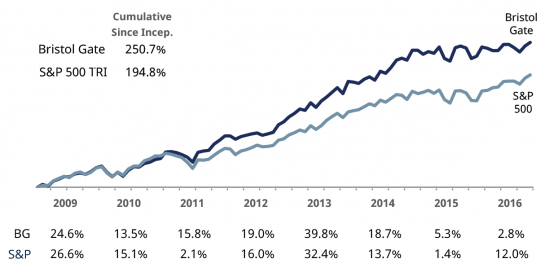 Cumulative
Since Incep.
Bristol Gate 250.7%
S&P 500 TRI 194.8%
Bristol
Gate
S&P
500
2009 2010 2011 2012 2013 2014 2015 2016
BG 24.6% 13.5% 15.8% 19.0% 39.8% 18.7% 5.3% 2.8%
S&P 26.6% 15.1% 2.1% 16.0% 32.4% 13.7% 1.4% 12.0%